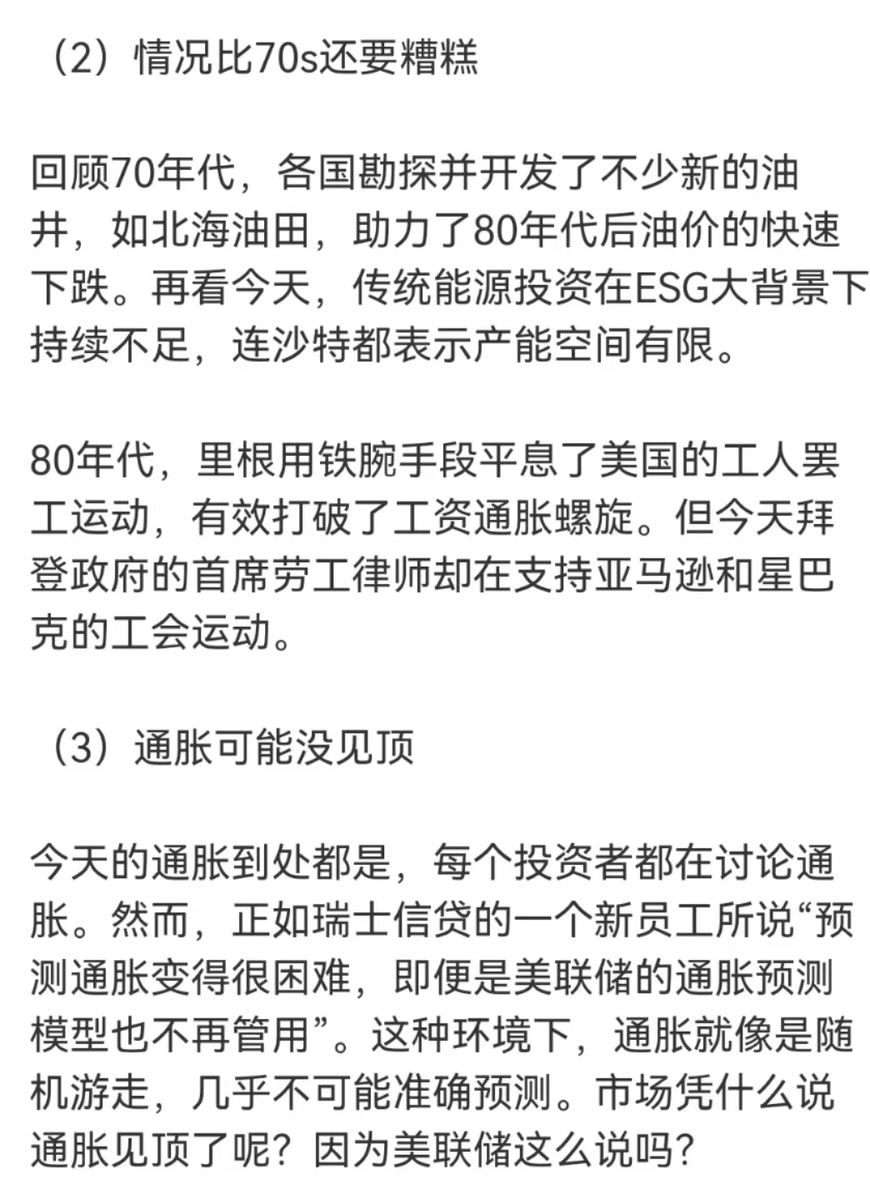 （2）情况比70s还要糟糕
回顾70年代，各国勘探并开发了不少新的油
井，如北海油田，助力了80年代后油价的快速
下跌。再看今天，传统能源投资在ESG大背景下
持续不足，连沙特都表示产能空间有限。
80年代，里根用铁腕手段平息了美国的工人罢
工运动，有效打破了工资通胀螺旋。但今天拜
登政府的首席劳工律师却在支持亚马逊和星巴
克的工会运动。
（3）通胀可能没见顶
今天的通胀到处都是，每个投资者都在讨论通
胀。然而，正如瑞士信贷的一个新员工所说“预
测通胀变得很困难，即便是美联储的通胀预测
模型也不再管用”。这种环境下，通胀就像是随
机游走，几乎不可能准确预测。市场凭什么说
通胀见顶了呢？因为美联储这么说吗？